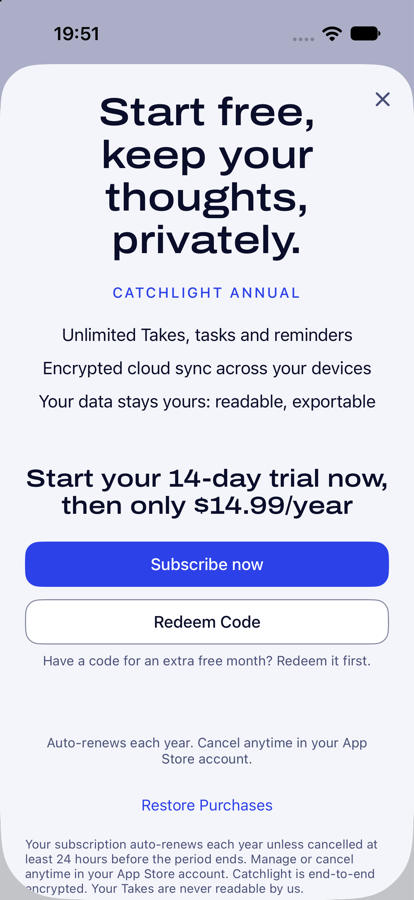 19:51
Start free,
keep your
thoughts,
privately.
CATCHLIGHT ANNUAL
Unlimited Takes, tasks and reminders
Encrypted cloud sync across your devices
Your data stays yours: readable, exportable
Start your 14-day trial now,
then only $14.99/year
Subscribe now
Redeem Code
Have a code for an extra free month? Redeem it first.
Auto-renews each year. Cancel anytime in your App
Store account.
Restore Purchases
Your subscription auto-renews each year unless cancelled at
least 24 hours before the period ends. Manage or cancel
anytime in your App Store account. Catchlight is end-to-end
encrypted. Your Takes are never readable by us.